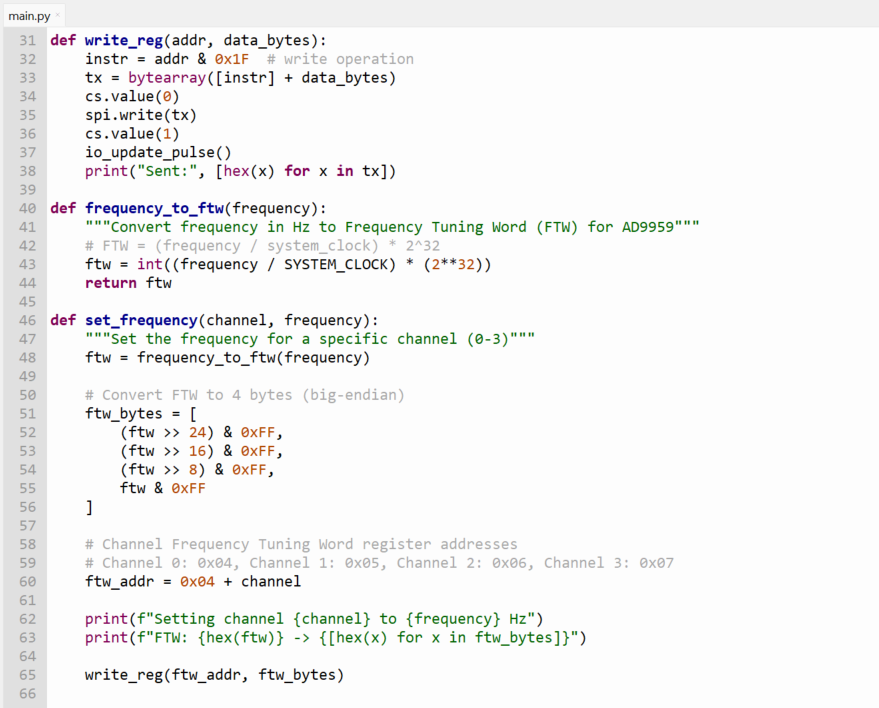 main.py ×
31 def write_reg(addr, data_bytes):
32     instr = addr & 0x1F  # write operation
33     tx = bytearray([instr] + data_bytes)
34     cs.value(0)
35     spi.write(tx)
36     cs.value(1)
37     io_update_pulse()
38     print("Sent:", [hex(x) for x in tx])
39
40 def frequency_to_ftw(frequency):
41     """Convert frequency in Hz to Frequency Tuning Word (FTW) for AD9959"""
42     # FTW = (frequency / system_clock) * 2^32
43     ftw = int((frequency / SYSTEM_CLOCK) * (2**32))
44     return ftw
45
46 def set_frequency(channel, frequency):
47     """Set the frequency for a specific channel (0-3)"""
48     ftw = frequency_to_ftw(frequency)
49
50     # Convert FTW to 4 bytes (big-endian)
51     ftw_bytes = [
52         (ftw >> 24) & 0xFF,
53         (ftw >> 16) & 0xFF,
54         (ftw >> 8) & 0xFF,
55         ftw & 0xFF
56     ]
57
58     # Channel Frequency Tuning Word register addresses
59     # Channel 0: 0x04, Channel 1: 0x05, Channel 2: 0x06, Channel 3: 0x07
60     ftw_addr = 0x04 + channel
61
62     print(f"Setting channel {channel} to {frequency} Hz")
63     print(f"FTW: {hex(ftw)} -> {[hex(x) for x in ftw_bytes]}")
64
65     write_reg(ftw_addr, ftw_bytes)
66